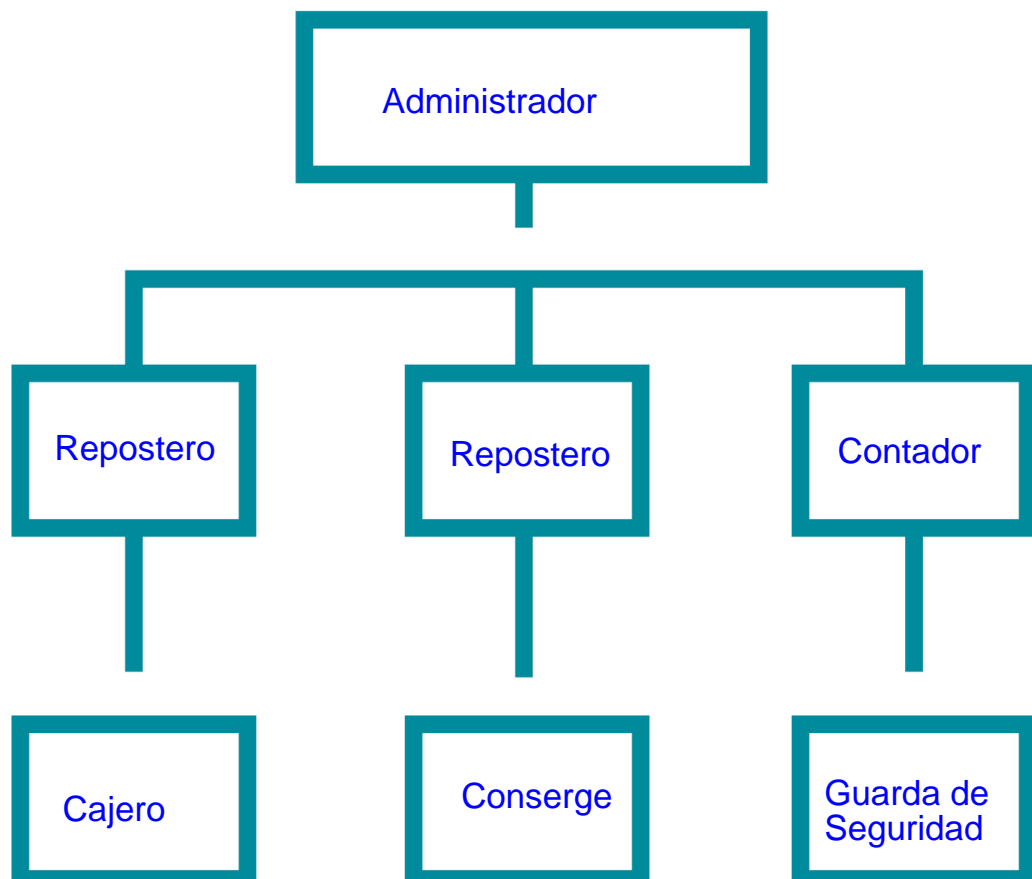 Administrador
Repostero
Repostero
Contador
Cajero
Conserge
Guarda de
Seguridad